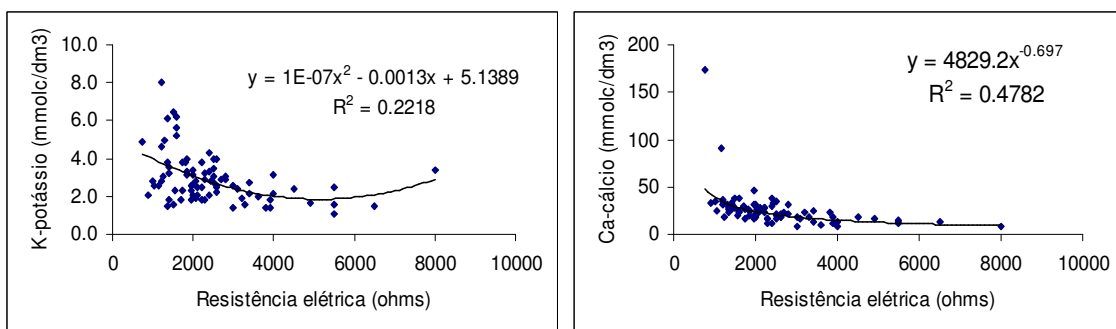 10.0
8.0
6.0
4.0
2.0
0.0
K-potássio (mmolc/dm3)
y = 1E-07x² - 0.0013x + 5.1389
R² = 0.2218
0 2000 4000 6000 8000 10000
Resistência elétrica (ohms)
200
150
100
50
0
Ca-cálcio (mmolc/dm3)
y = 4829.2x^-0.697
R² = 0.4782
0 2000 4000 6000 8000 10000
Resistência elétrica (ohms)